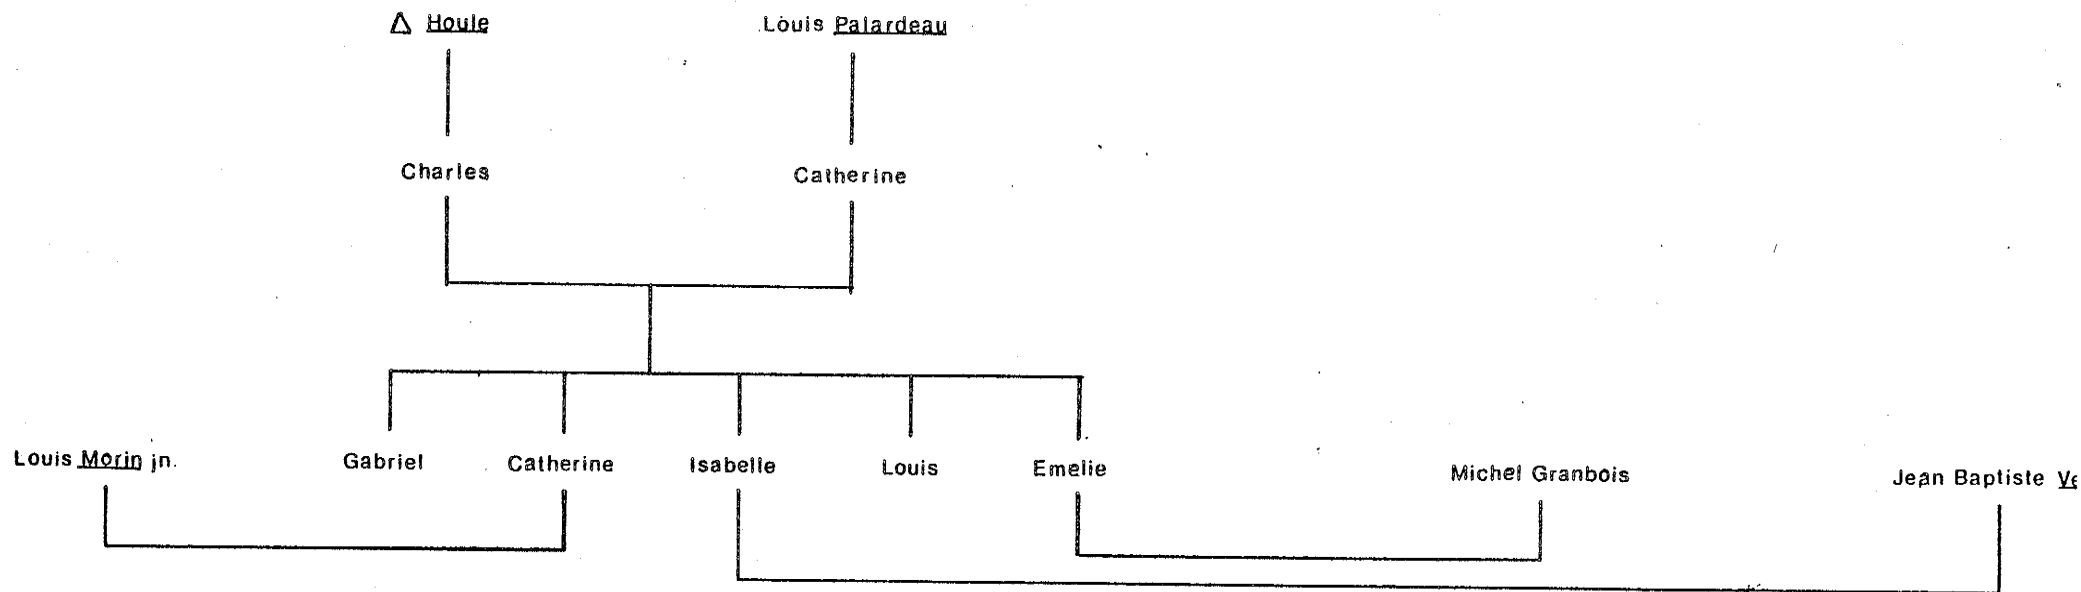 Δ Houle
Louis Palardeau
Charles
Catherine
Louis Morin jn.
Gabriel
Catherine
Isabelle
Louis
Emelie
Michel Granbois
Jean Baptiste